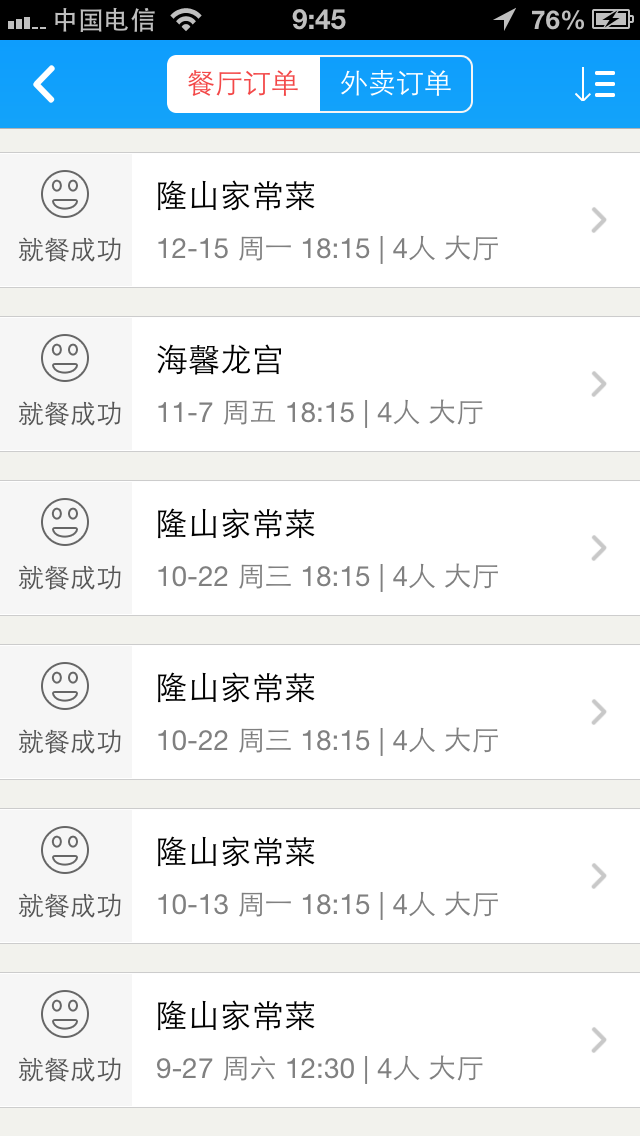 中国电信 9:45 76%
餐厅订单 外卖订单
隆山家常菜
就餐成功 12-15 周一 18:15 | 4人 大厅
海馨龙宫
就餐成功 11-7 周五 18:15 | 4人 大厅
隆山家常菜
就餐成功 10-22 周三 18:15 | 4人 大厅
隆山家常菜
就餐成功 10-22 周三 18:15 | 4人 大厅
隆山家常菜
就餐成功 10-13 周一 18:15 | 4人 大厅
隆山家常菜
就餐成功 9-27 周六 12:30 | 4人 大厅